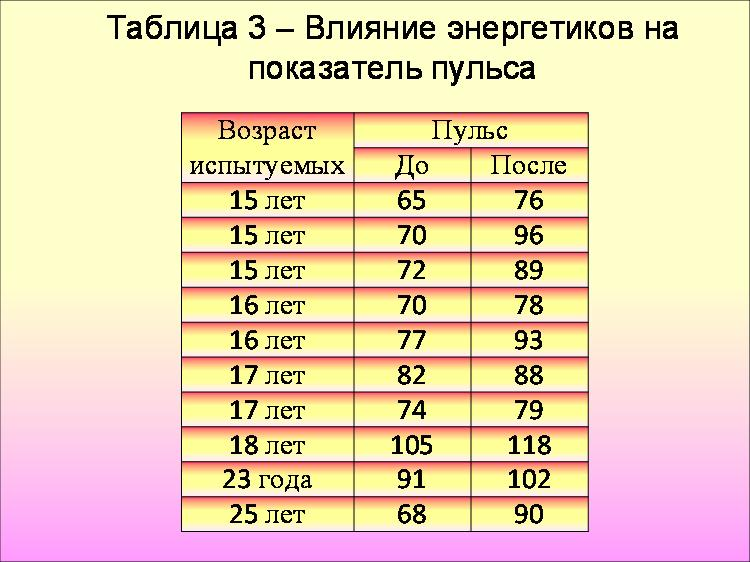 Таблица 3 – Влияние энергетиков на
показатель пульса
Возраст испытуемых Пульс
До После
15 лет 65 76
15 лет 70 96
15 лет 72 89
16 лет 70 78
16 лет 77 93
17 лет 82 88
17 лет 74 79
18 лет 105 118
23 года 91 102
25 лет 68 90